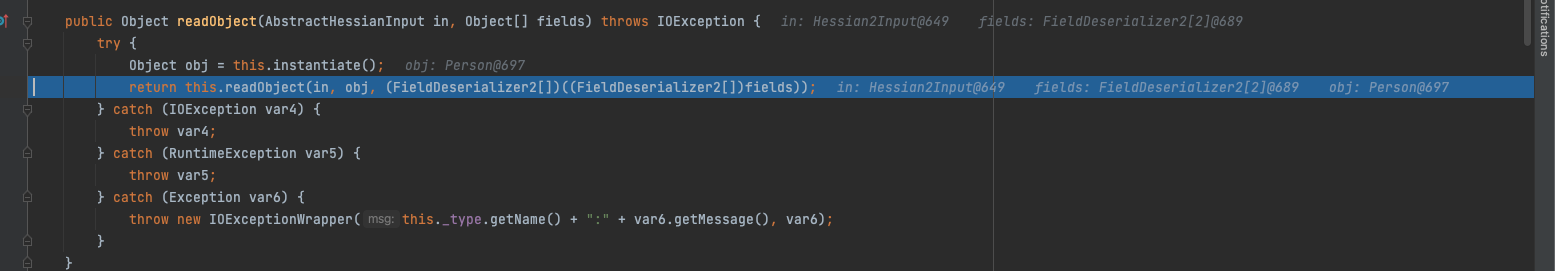 public Object readObject(AbstractHessianInput in, Object[] fields) throws IOException {   in: Hessian2Input@649    fields: FieldDeserializer2[2]@689
try {
Object obj = this.instantiate();   obj: Person@697
return this.readObject(in, obj, (FieldDeserializer2[])((FieldDeserializer2[])fields));   in: Hessian2Input@649    fields: FieldDeserializer2[2]@689    obj: Person@697
} catch (IOException var4) {
throw var4;
} catch (RuntimeException var5) {
throw var5;
} catch (Exception var6) {
throw new IOExceptionWrapper( msg: this._type.getName() + ":" + var6.getMessage(), var6);
}
}